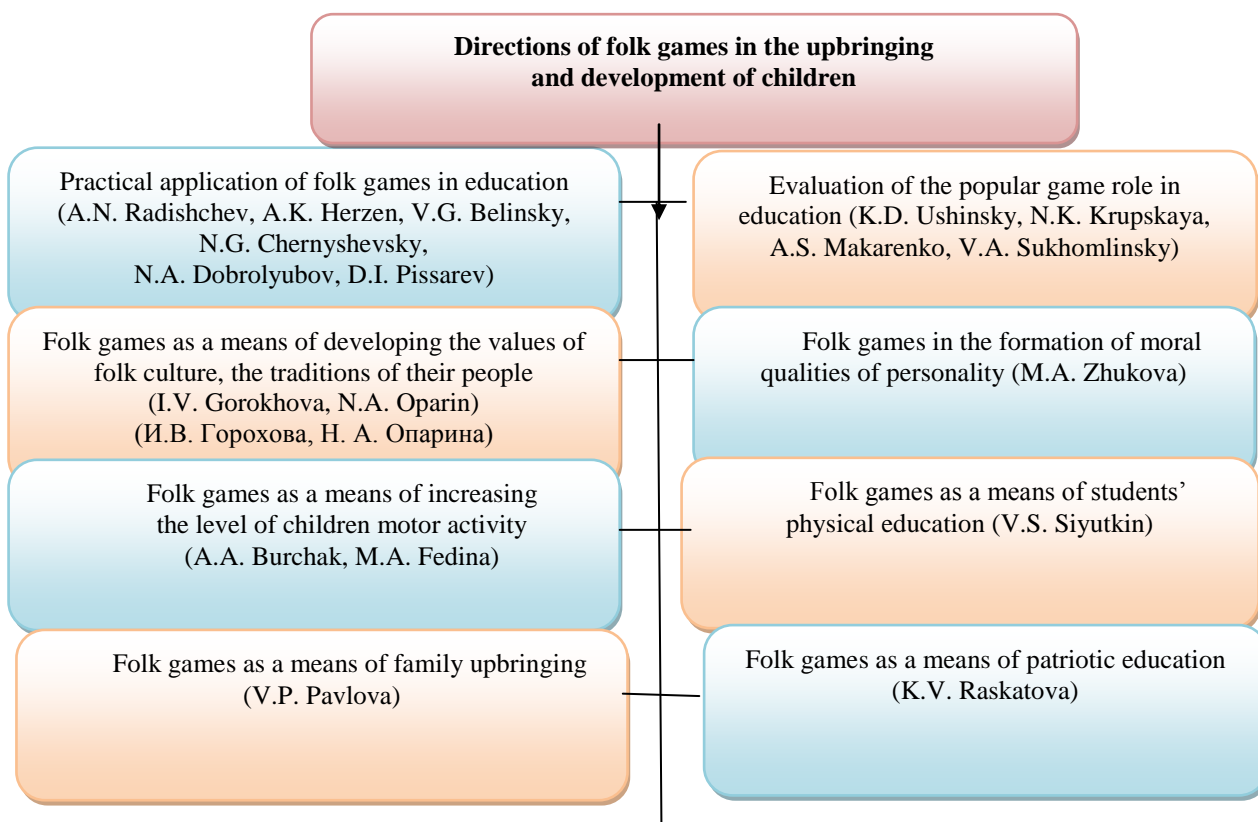 Directions of folk games in the upbringing
and development of children
Practical application of folk games in education
(A.N. Radishchev, A.K. Herzen, V.G. Belinsky,
N.G. Chernyshevsky,
N.A. Dobrolyubov, D.I. Pissarev)
Evaluation of the popular game role in
education (K.D. Ushinsky, N.K. Krupskaya,
A.S. Makarenko, V.A. Sukhomlinsky)
Folk games as a means of developing the values of
folk culture, the traditions of their people
(I.V. Gorokhova, N.A. Oparin)
(И.В. Горохова, Н. А. Опарина)
Folk games in the formation of moral
qualities of personality (M.A. Zhukova)
Folk games as a means of increasing
the level of children motor activity
(A.A. Burchak, M.A. Fedina)
Folk games as a means of students’
physical education (V.S. Siyutkin)
Folk games as a means of family upbringing
(V.P. Pavlova)
Folk games as a means of patriotic education
(K.V. Raskatova)